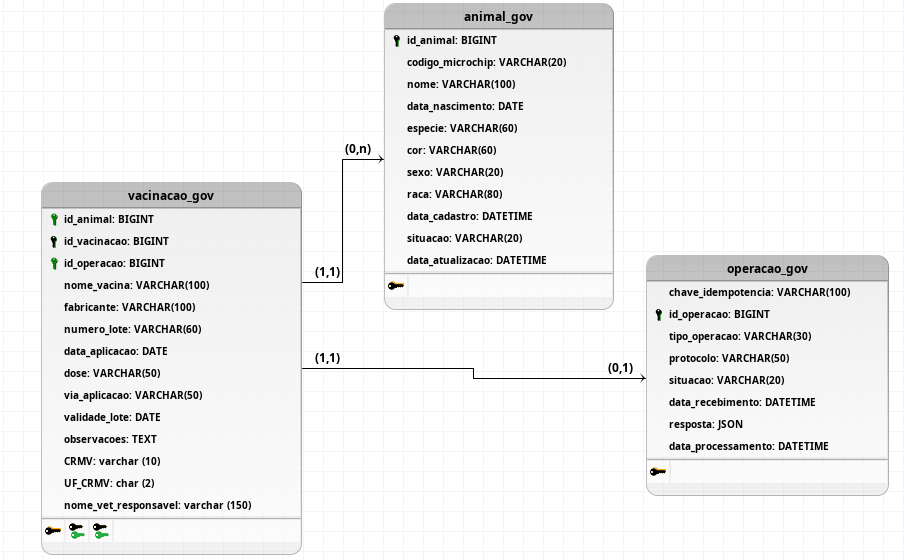 animal_gov
id_animal: BIGINT
codigo_microchip: VARCHAR(20)
nome: VARCHAR(100)
data_nascimento: DATE
especie: VARCHAR(60)
cor: VARCHAR(60)
sexo: VARCHAR(20)
raca: VARCHAR(80)
data_cadastro: DATETIME
situacao: VARCHAR(20)
data_atualizacao: DATETIME
(0,n)
(1,1)
vacinacao_gov
id_animal: BIGINT
id_vacinacao: BIGINT
id_operacao: BIGINT
nome_vacina: VARCHAR(100)
fabricante: VARCHAR(100)
numero_lote: VARCHAR(60)
data_aplicacao: DATE
dose: VARCHAR(50)
via_aplicacao: VARCHAR(50)
validade_lote: DATE
observacoes: TEXT
CRMV: varchar (10)
UF_CRMV: char (2)
nome_vet_responsavel: varchar (150)
(1,1)
(0,1)
operacao_gov
chave_idempotencia: VARCHAR(100)
id_operacao: BIGINT
tipo_operacao: VARCHAR(30)
protocolo: VARCHAR(50)
situacao: VARCHAR(20)
data_recebimento: DATETIME
resposta: JSON
data_processamento: DATETIME